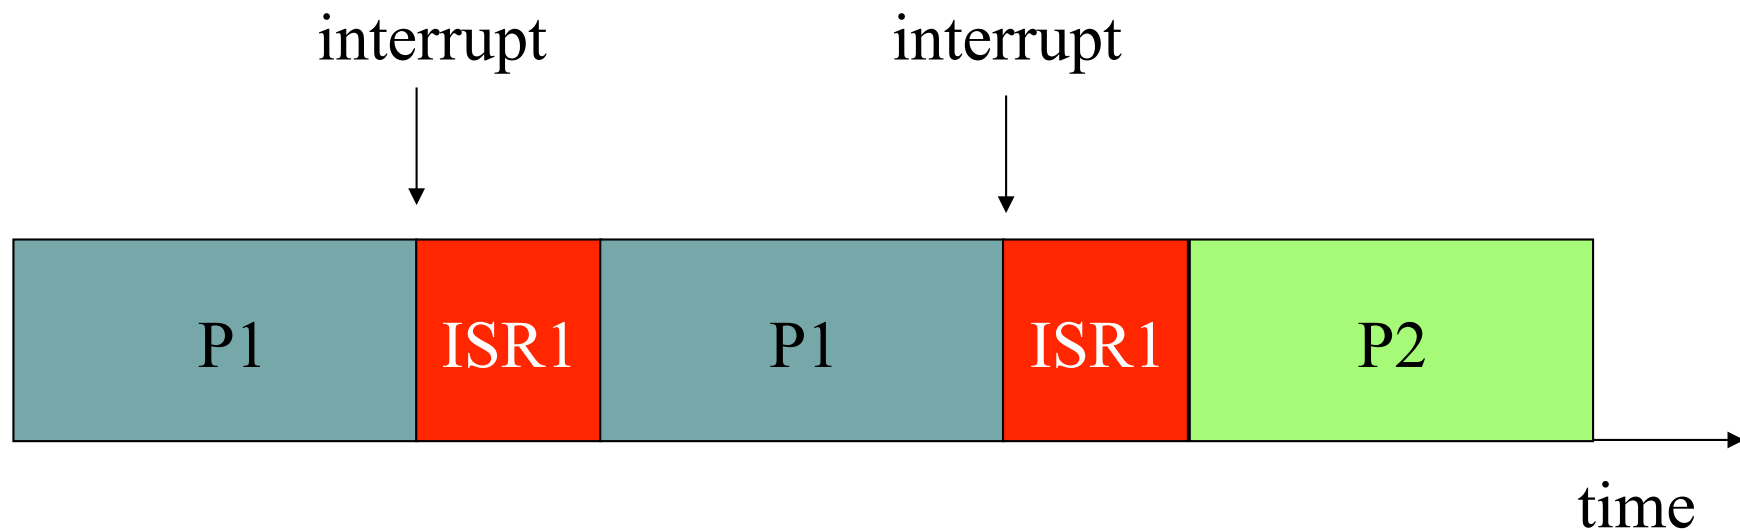 interrupt
interrupt
P1
ISR1
P1
ISR1
P2
time